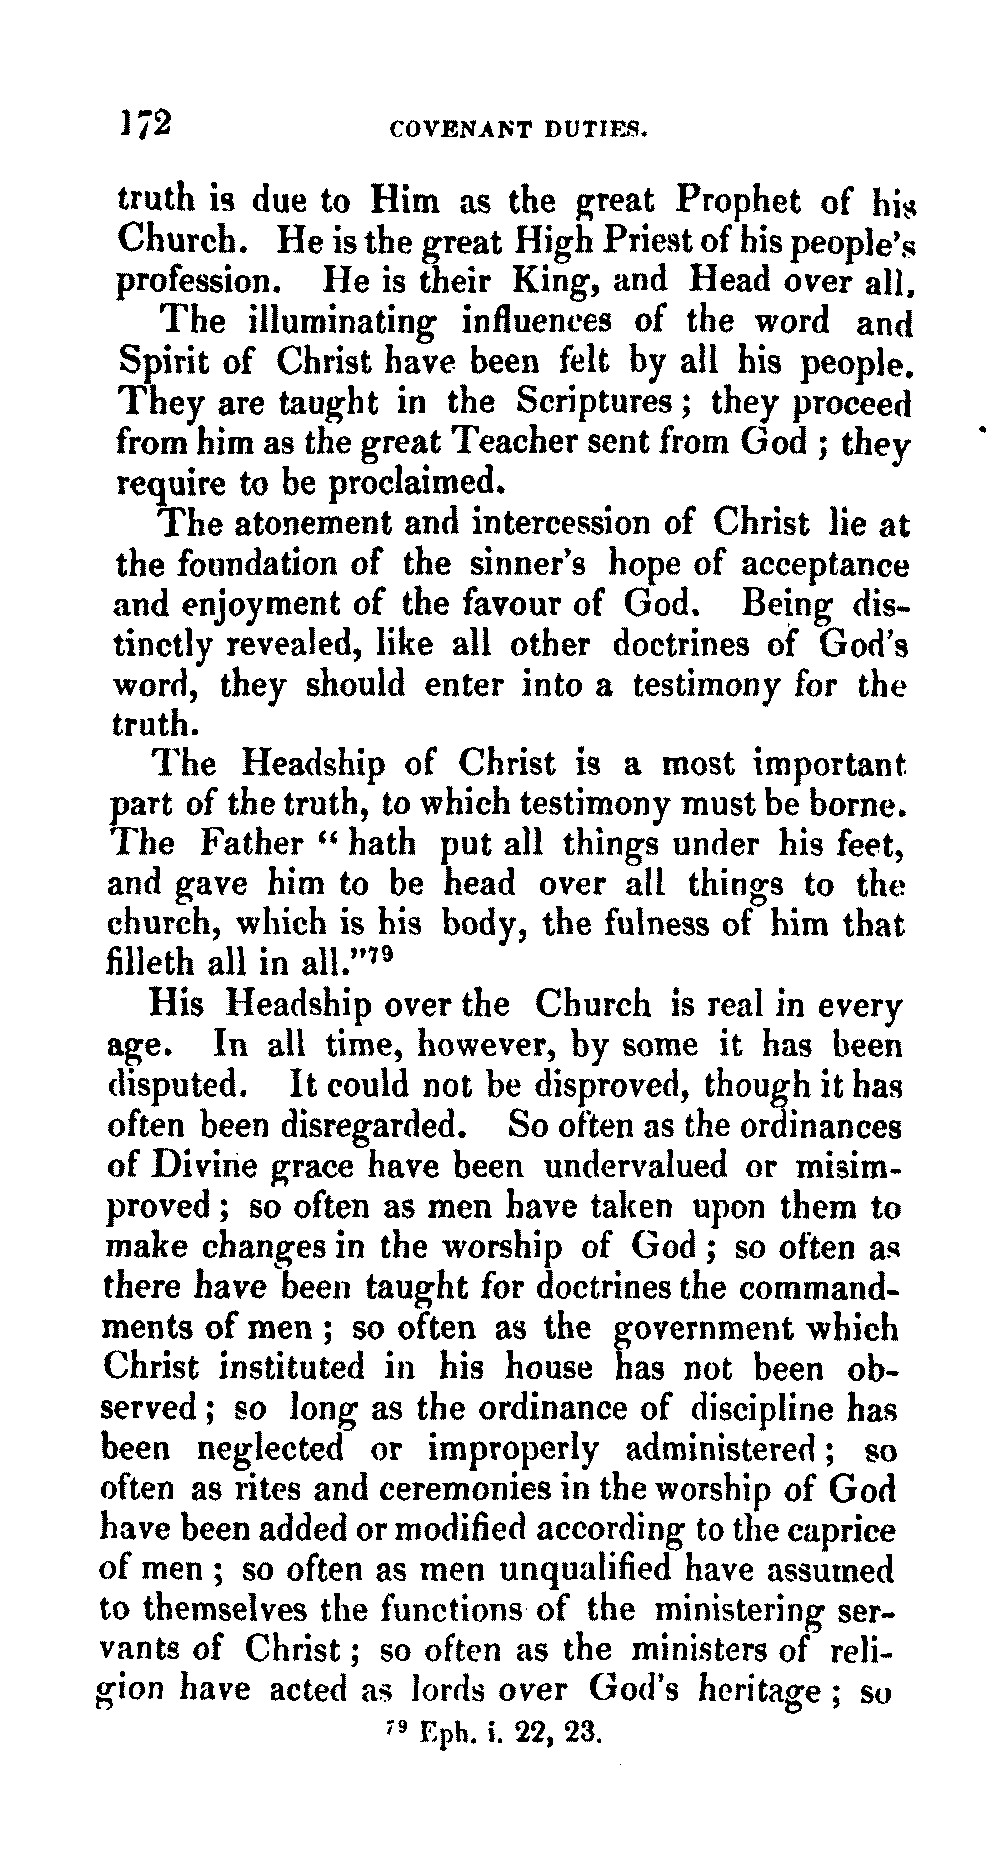 172 COVENANT DUTIES.
truth is due to Him as the great Prophet of his
Church. He is the great High Priest of his people's
profession. He is their King, and Head over all.
The illuminating influences of the word and
Spirit of Christ have been felt by all his people.
They are taught in the Scriptures; they proceed
from him as the great Teacher sent from God; they
require to be proclaimed.
The atonement and intercession of Christ lie at
the foundation of the sinner's hope of acceptance
and enjoyment of the favour of God. Being dis-
tinctly revealed, like all other doctrines of God's
word, they should enter into a testimony for the
truth.
The Headship of Christ is a most important
part of the truth, to which testimony must be borne.
The Father "hath put all things under his feet,
and gave him to be head over all things to the
church, which is his body, the fulness of him that
filleth all in all."79
His Headship over the Church is real in every
age. In all time, however, by some it has been
disputed. It could not be disproved, though it has
often been disregarded. So often as the ordinances
of Divine grace have been undervalued or misim-
proved; so often as men have taken upon them to
make changes in the worship of God; so often as
there have been taught for doctrines the command-
ments of men; so often as the government which
Christ instituted in his house has not been ob-
served; so long as the ordinance of discipline has
been neglected or improperly administered; so
often as rites and ceremonies in the worship of God
have been added or modified according to the caprice
of men; so often as men unqualified have assumed
to themselves the functions of the ministering ser-
vants of Christ; so often as the ministers of reli-
gion have acted as lords over God's heritage; so
79 Eph. i. 22, 23.